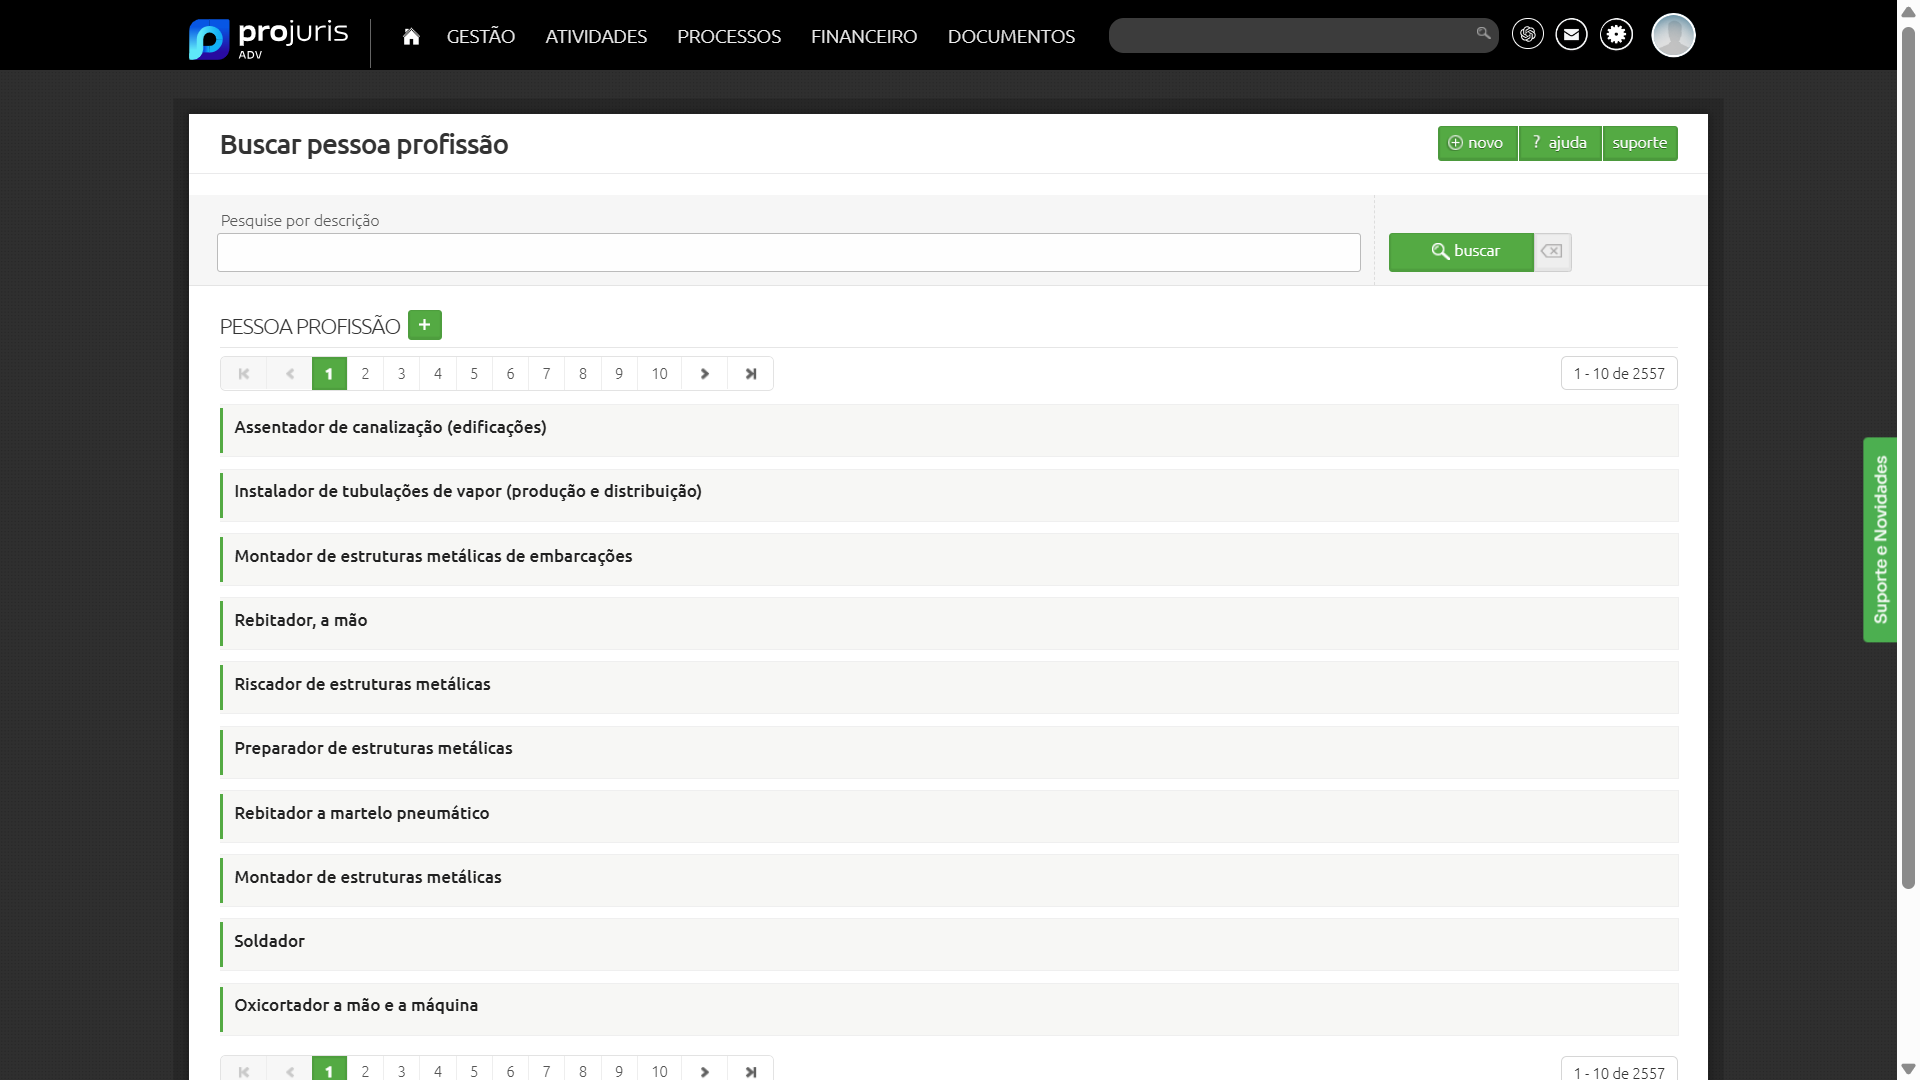 projuris
ADV
GESTÃO
ATIVIDADES
PROCESSOS
FINANCEIRO
DOCUMENTOS
Buscar pessoa profissão
novo
? ajuda
suporte
Pesquise por descrição
buscar
PESSOA PROFISSÃO +
1 2 3 4 5 6 7 8 9 10
1 - 10 de 2557
Assentador de canalização (edificações)
Instalador de tubulações de vapor (produção e distribuição)
Montador de estruturas metálicas de embarcações
Rebitador, a mão
Riscador de estruturas metálicas
Preparador de estruturas metálicas
Rebitador a martelo pneumático
Montador de estruturas metálicas
Soldador
Oxicortador a mão e a máquina
1 2 3 4 5 6 7 8 9 10
1 - 10 de 2557
Suporte e Novidades